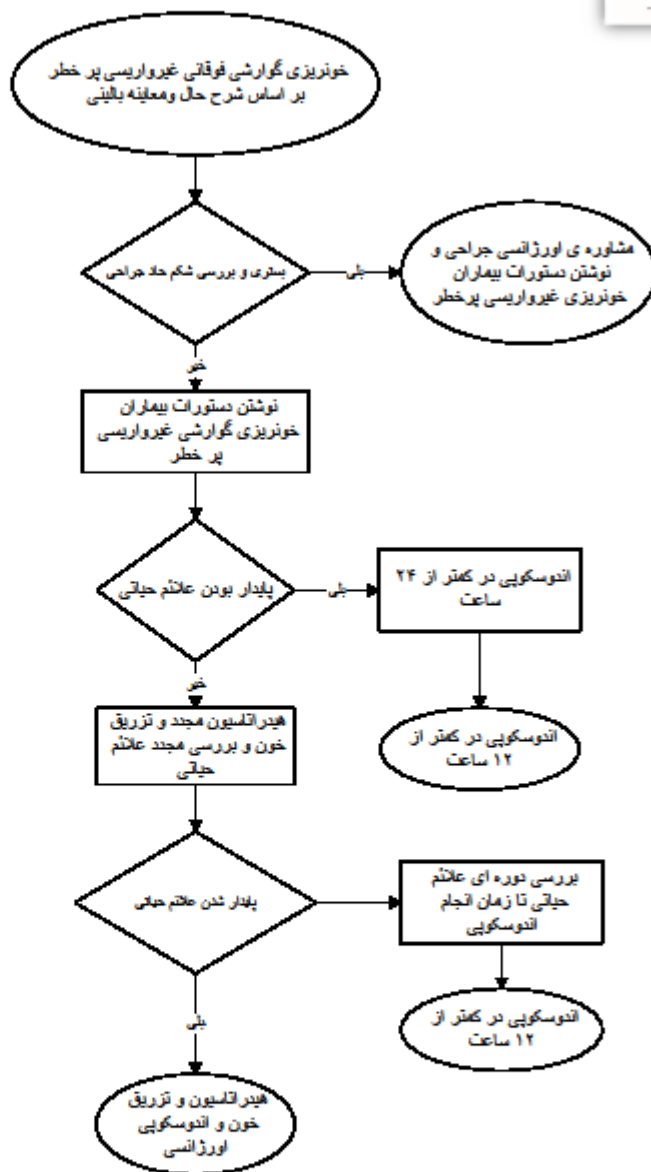 خونریزی گوارشی فوقانی غیرواریسی پر خطر
بر اساس شرح حال ومعاینه بالینی
بستری و بررسی شکم حاد جراحی
بلی
مشاوره ی اورژانسی جراحی و
نوشتن دستورات بیماران
خونریزی غیرواریسی پرخطر
خیر
نوشتن دستورات بیماران
خونریزی گوارشی غیرواریسی
پر خطر
پایدار بودن علائم حیاتی
بلی
اندوسکوپی در کمتر از ۲۴
ساعت
اندوسکوپی در کمتر از
۱۲ ساعت
خیر
هیدراتاسیون مجدد و تزریق
خون و بررسی مجدد علائم
حیاتی
پایدار شدن علائم حیاتی
بررسی دوره ای علائم
حیاتی تا زمان انجام
اندوسکوپی
اندوسکوپی در کمتر از
۱۲ ساعت
بلی
هیدراتاسیون و تزریق
خون و اندوسکوپی
اورژانسی